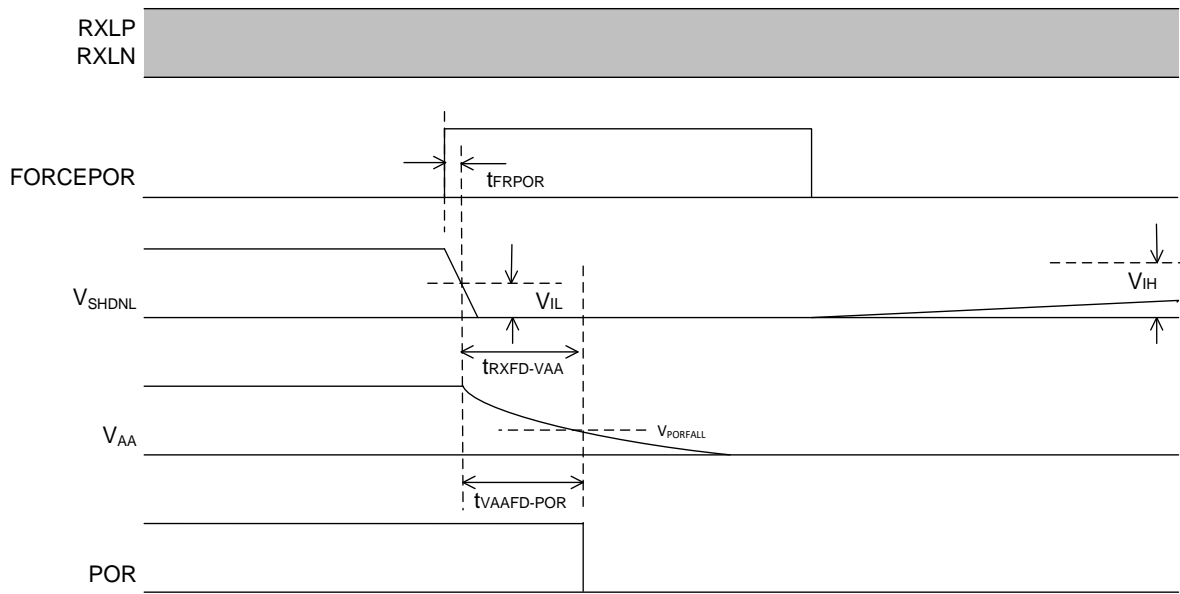 RXLP
RXLN
FORCEPOR
tFRPOR
VSHDNL
VIL
VIH
tRXFD-VAA
VAA
VPORFALL
tVAAFD-POR
POR